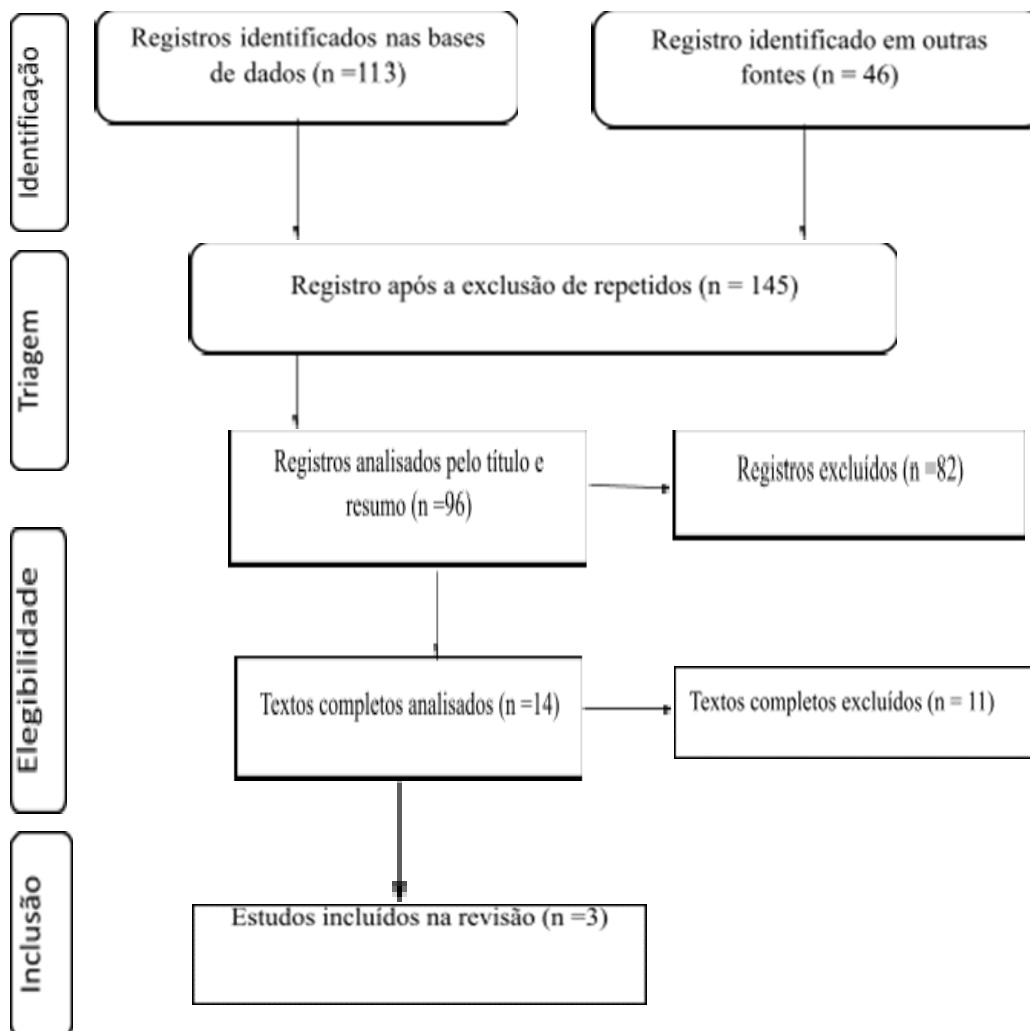 Identificação
Registros identificados nas bases
de dados (n =113)
Registro identificado em outras
fontes (n = 46)
Triagem
Registro após a exclusão de repetidos (n = 145)
Registros analisados pelo título e
resumo (n =96)
Registros excluídos (n =82)
Elegibilidade
Textos completos analisados (n =14)
Textos completos excluídos (n = 11)
Inclusão
Estudos incluídos na revisão (n =3)